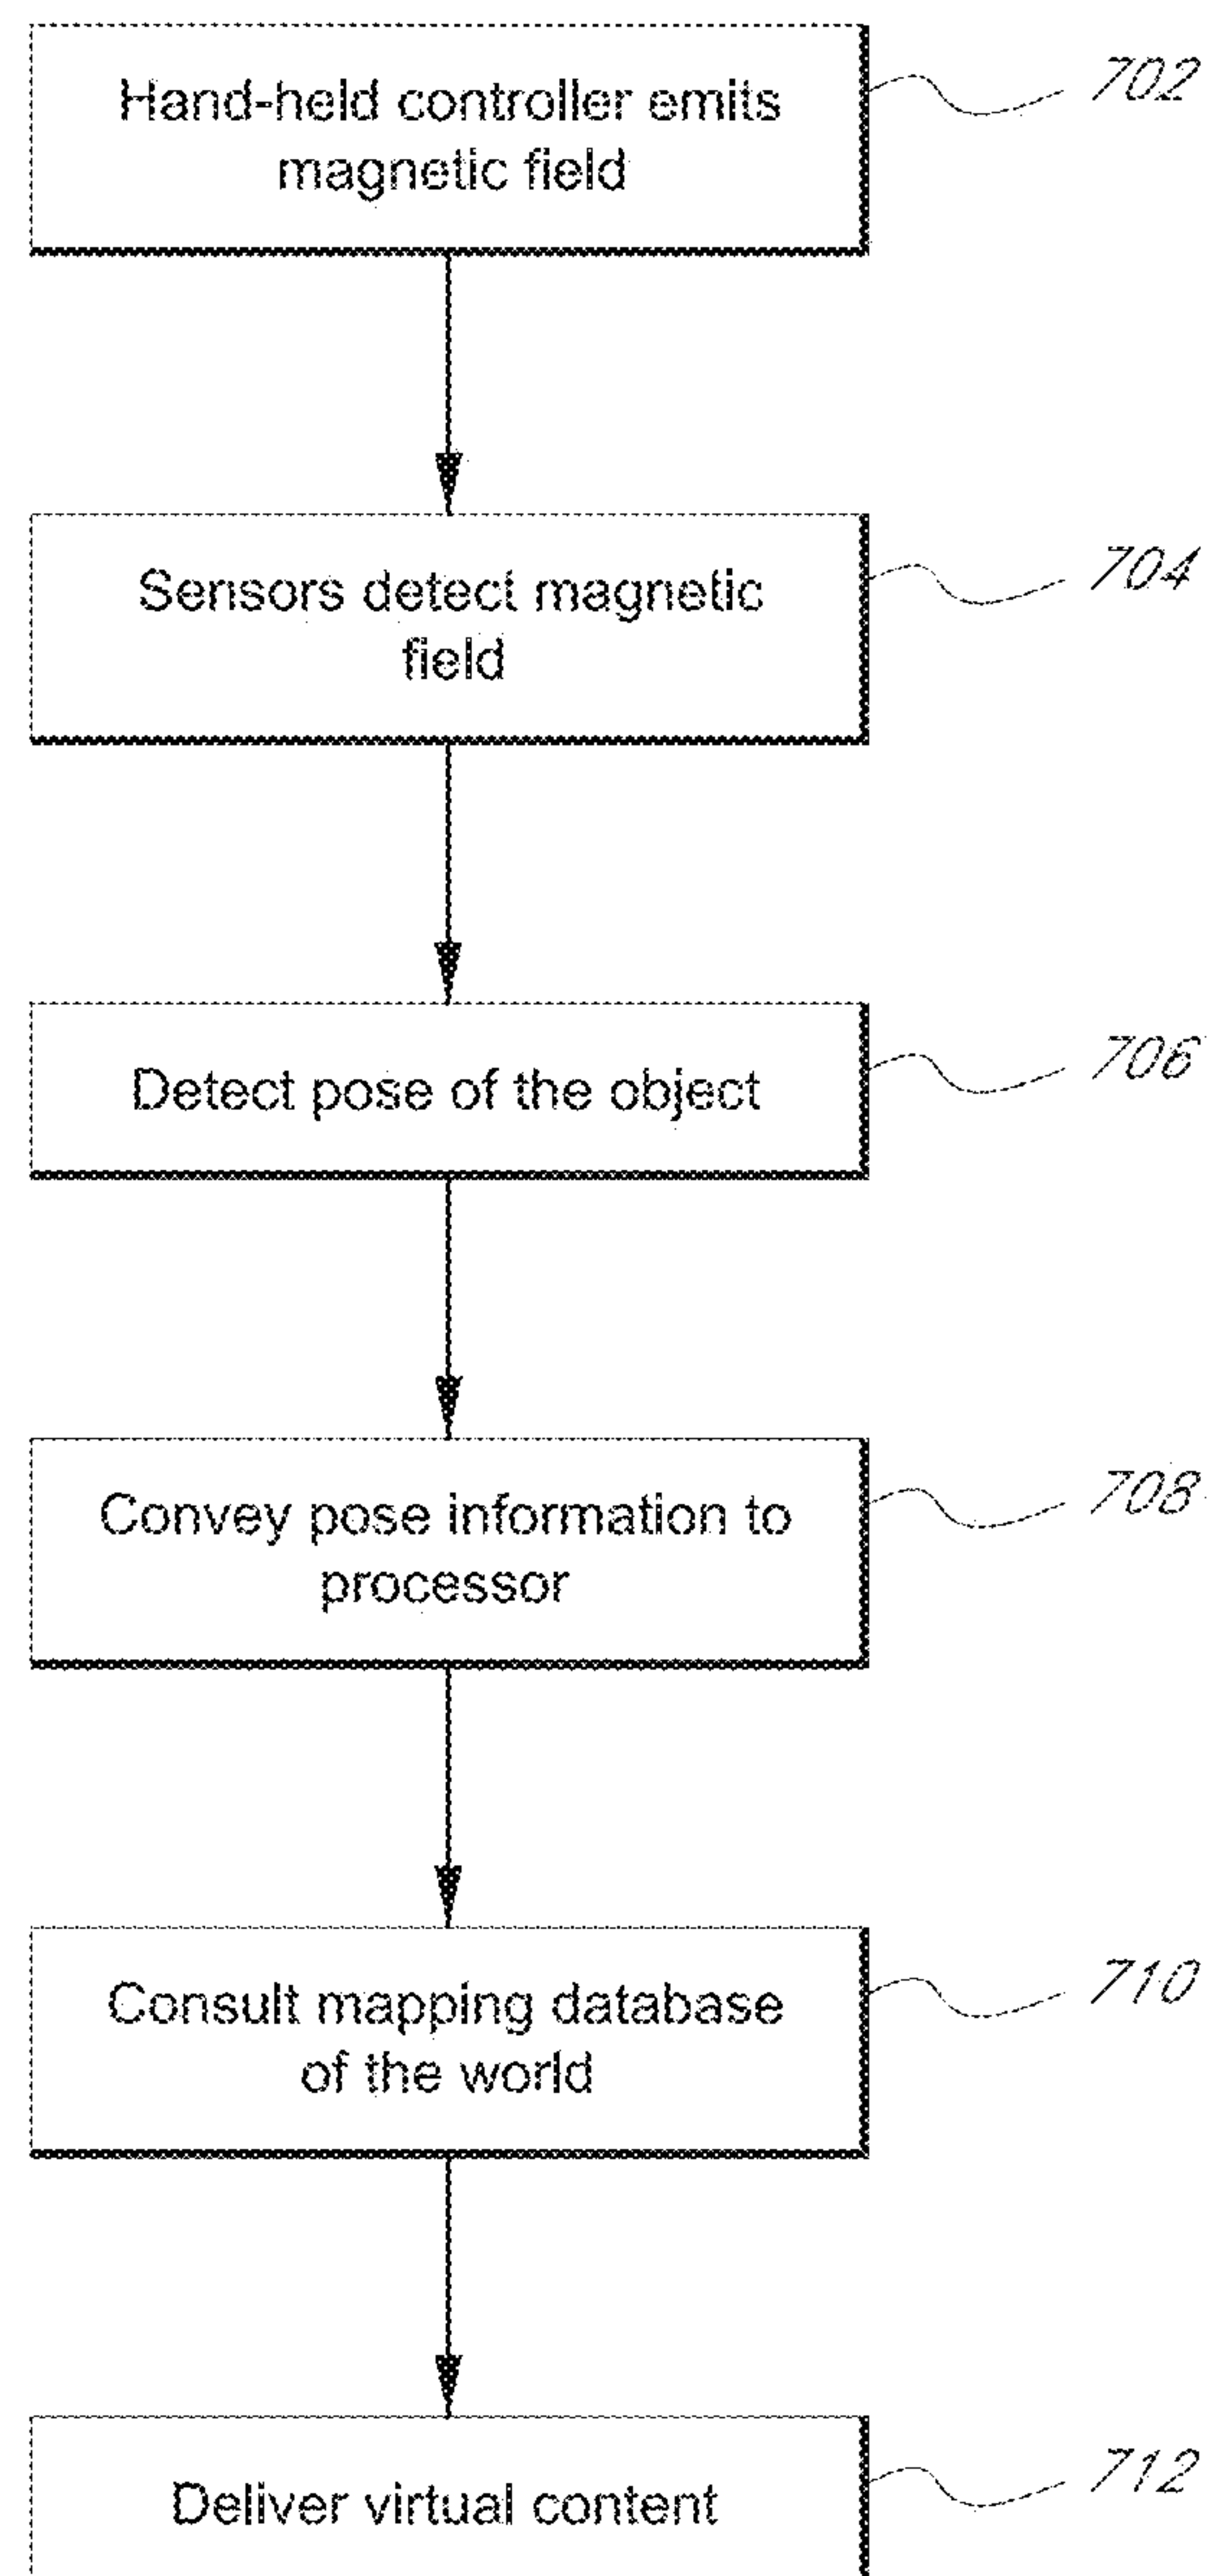 Hand-held controller emits
magnetic field
702
Sensors detect magnetic
field
704
Detect pose of the object
706
Convey pose information to
processor
708
Consult mapping database
of the world
710
Deliver virtual content
712